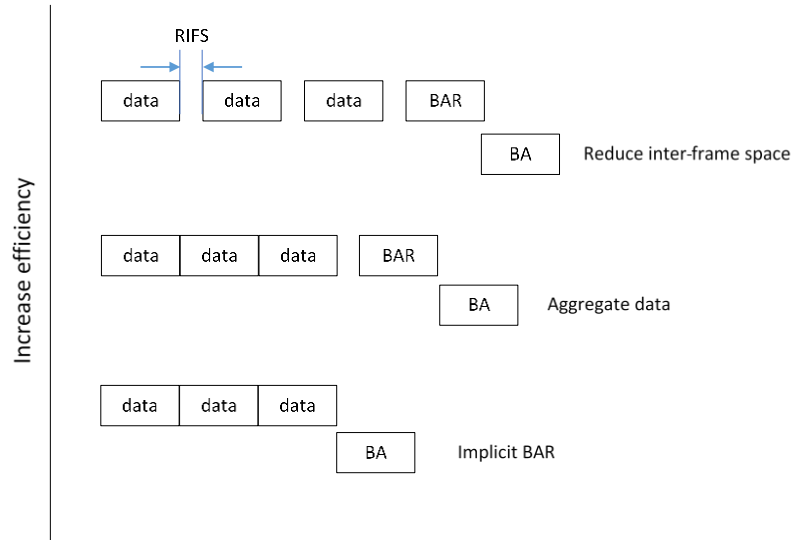 RIFS
data data data BAR
BA Reduce inter-frame space
Increase efficiency
data data data BAR
BA Aggregate data
data data data
BA Implicit BAR